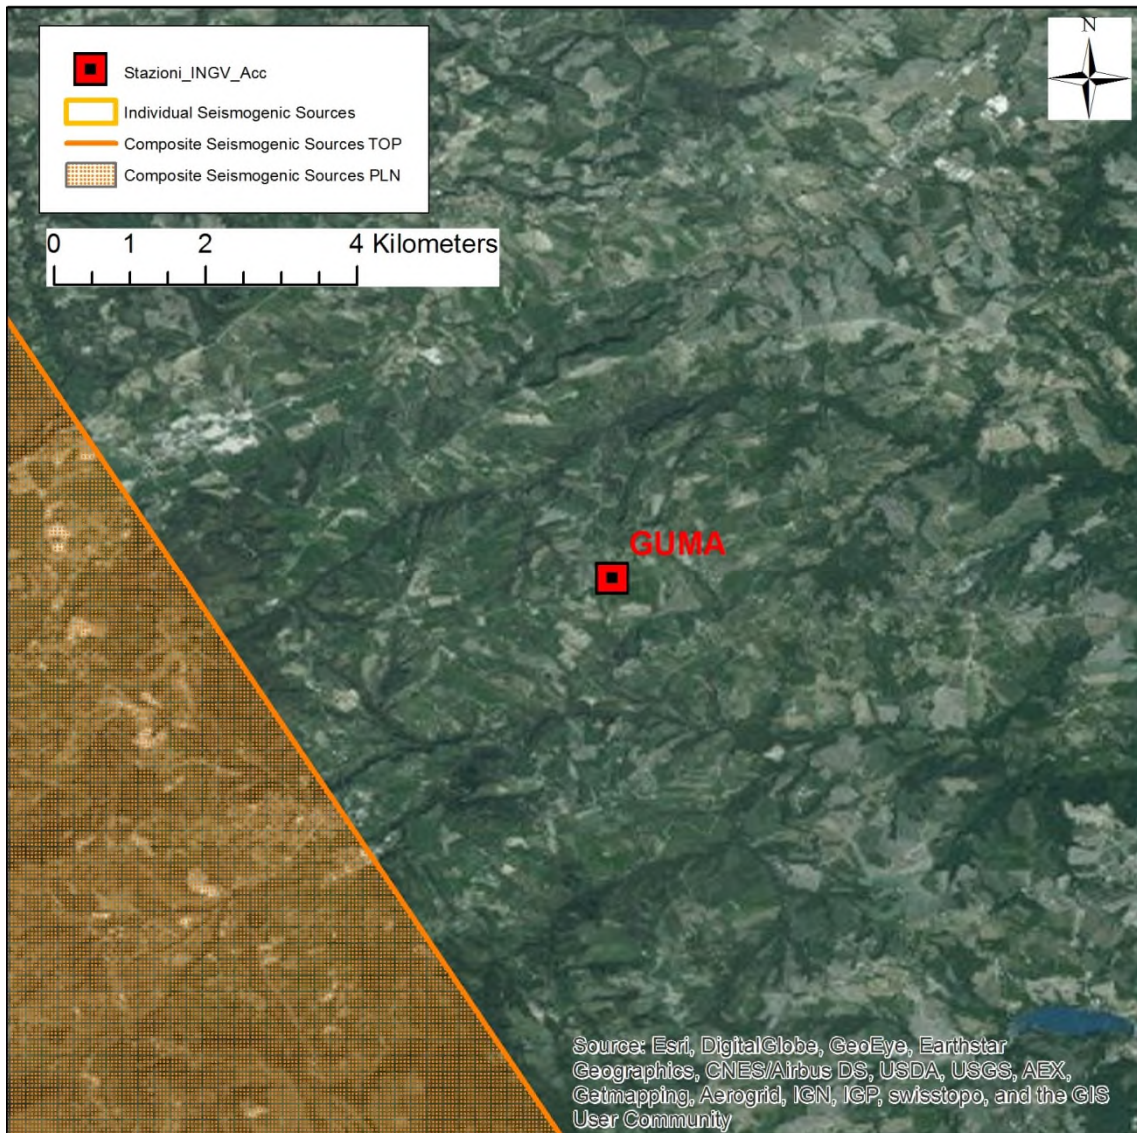 N
Stazioni_INGV_Acc
Individual Seismogenic Sources
Composite Seismogenic Sources TOP
Composite Seismogenic Sources PLN
0 1 2 4 Kilometers
GUMA
Source: Esri, DigitalGlobe, GeoEye, Earthstar
Geographics, CNES/Airbus DS, USDA, USGS, AEX,
Getmapping, Aerogrid, IGN, IGP, swisstopo, and the GIS
User Community